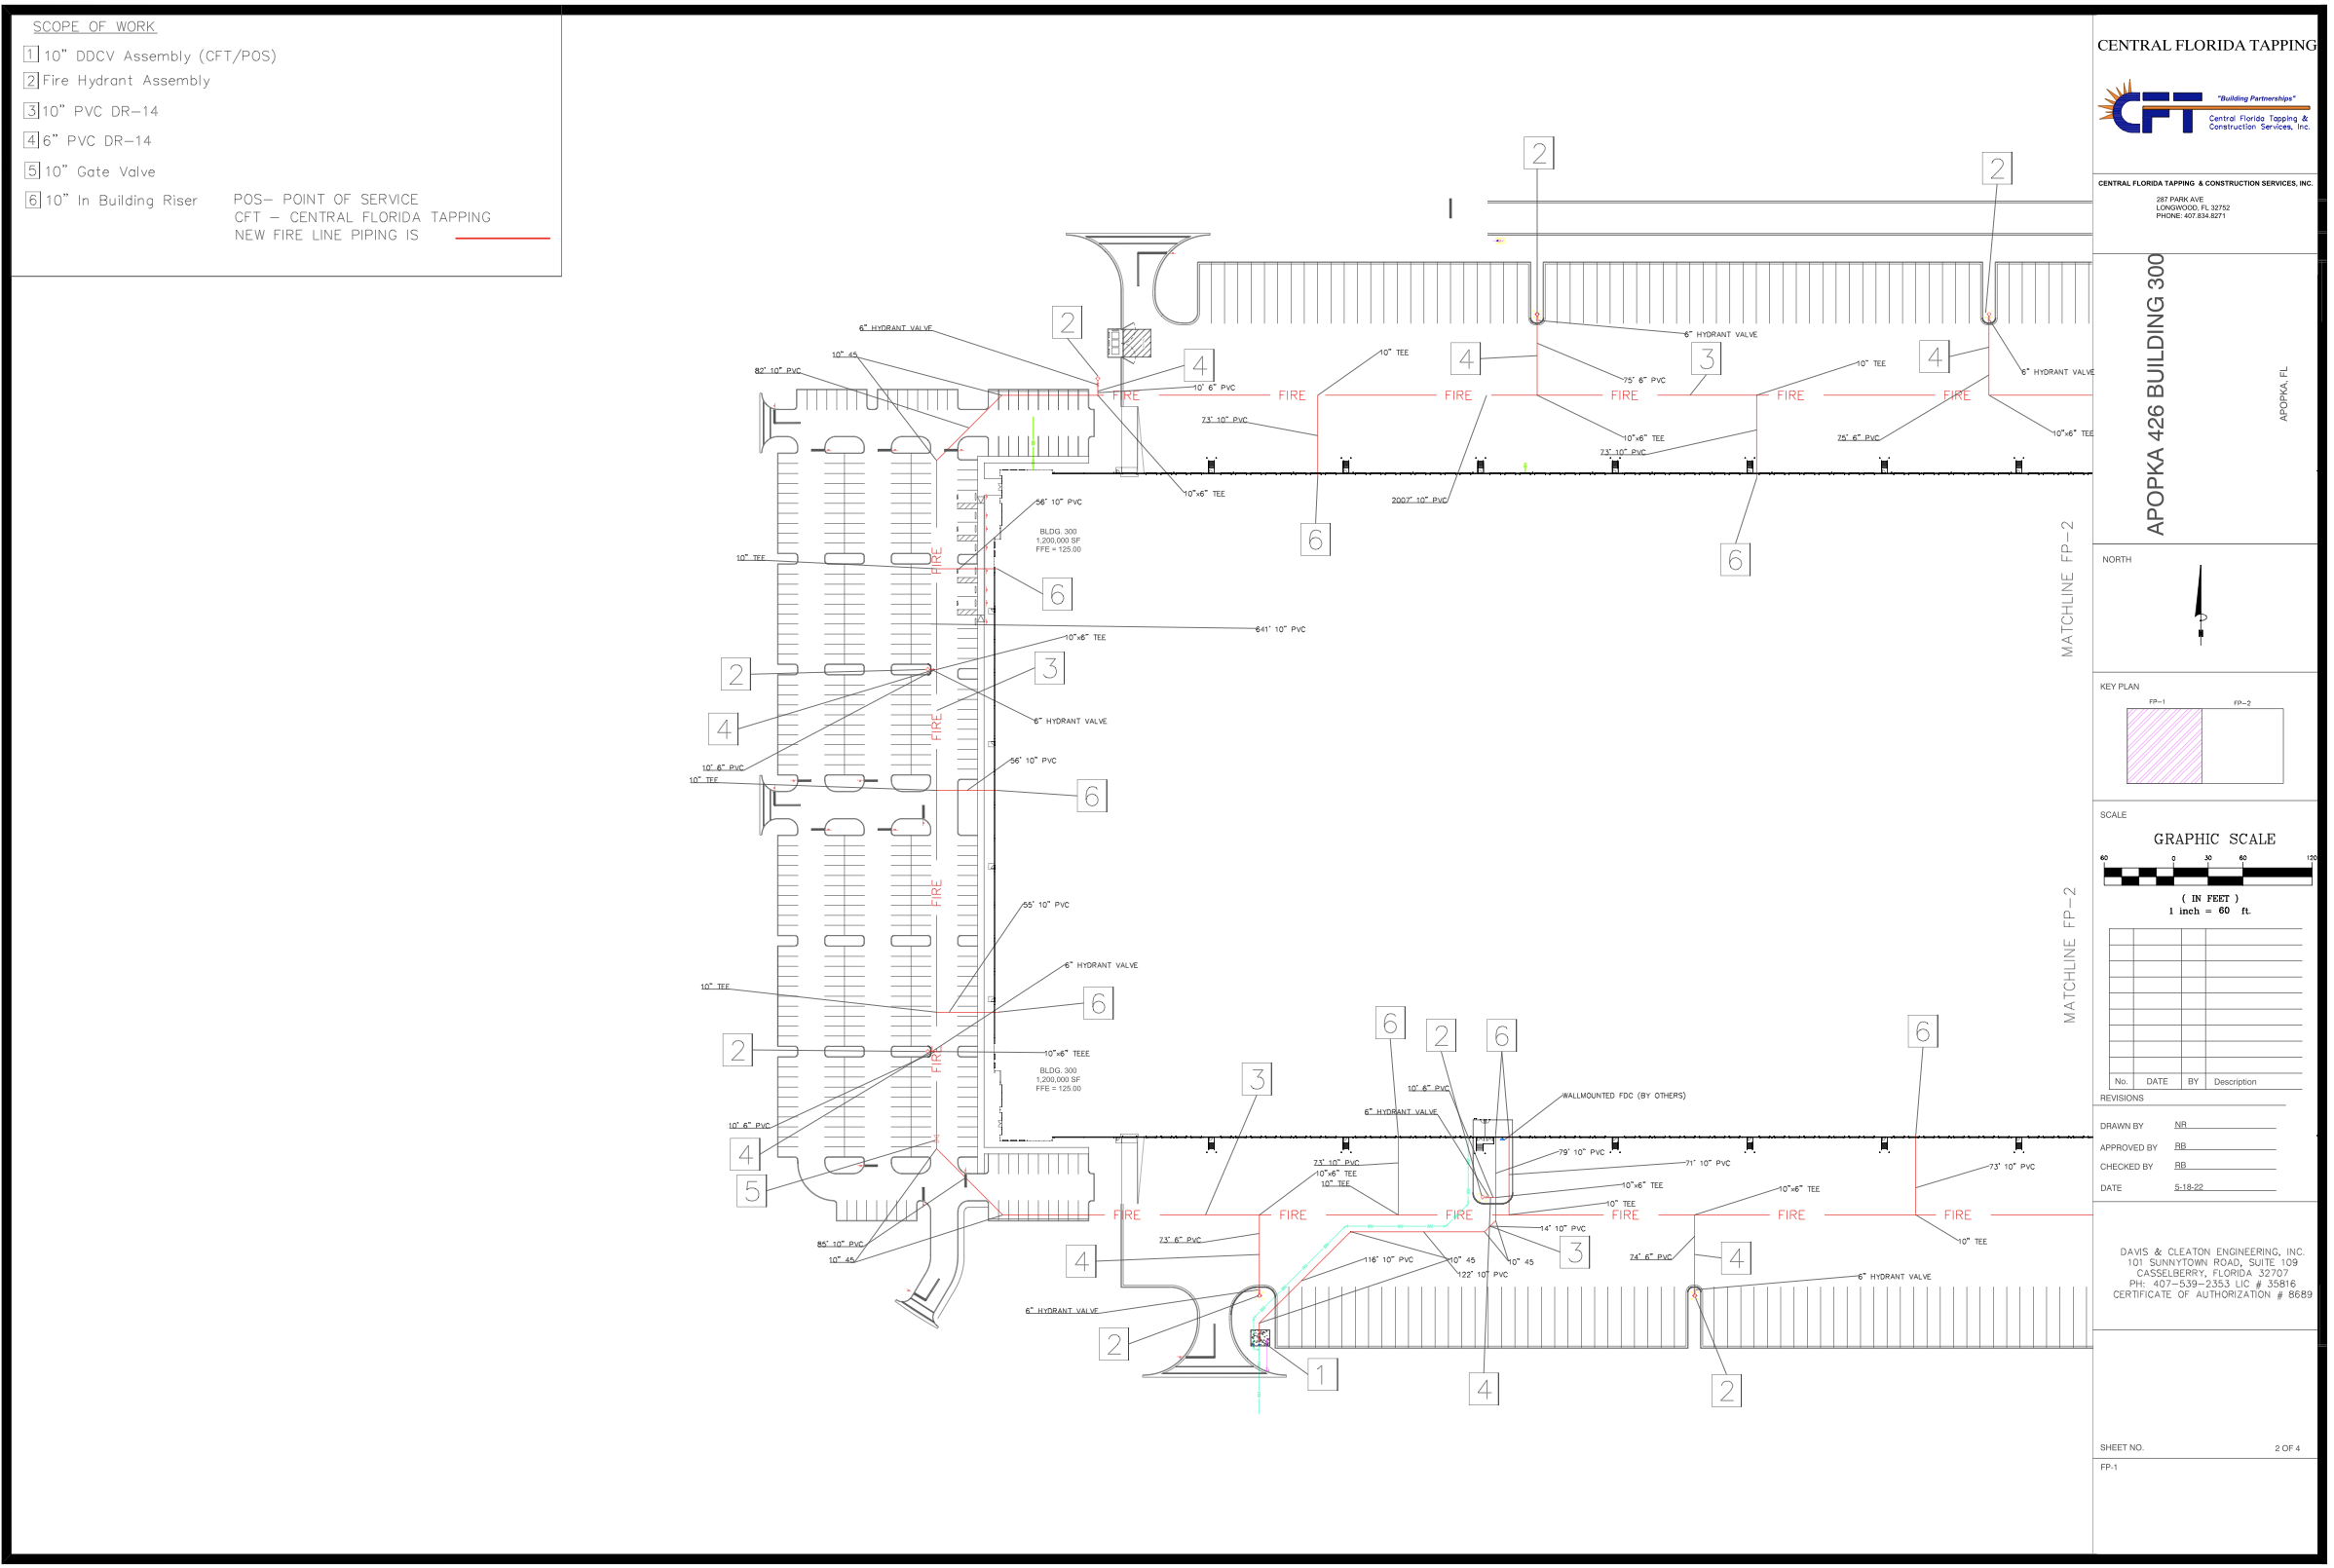 SCOPE OF WORK
1 10" DDCV Assembly (CFT/POS)
2 Fire Hydrant Assembly
3 10" PVC DR-14
4 6" PVC DR-14
5 10" Gate Valve
6 10" In Building Riser
POS- POINT OF SERVICE
CFT - CENTRAL FLORIDA TAPPING
NEW FIRE LINE PIPING IS
2
2
2
6" HYDRANT VALVE
10" 45
82' 10" PVC
4
10' 6" PVC
10" TEE
4
6" HYDRANT VALVE
3
75' 6" PVC
10" TEE
4
6" HYDRANT VALVE
FIRE
FIRE
FIRE
FIRE
FIRE
FIRE
73' 10" PVC
10"x6" TEE
73' 10" PVC
75' 6" PVC
10"x6" TEE
10"x6" TEE
2007' 10" PVC
56' 10" PVC
6
6
BLDG. 300
1,200,000 SF
FFE = 125.00
10" TEE
FIRE
6
641' 10" PVC
10"x6" TEE
2
3
4
FIRE
6" HYDRANT VALVE
10' 6" PVC
10" TEE
56' 10" PVC
6
FIRE
55' 10" PVC
6" HYDRANT VALVE
10" TEE
6
2
FIRE
10"x6" TEEE
BLDG. 300
1,200,000 SF
FFE = 125.00
10' 6" PVC
4
5
85' 10" PVC
10" 45
MATCHLINE FP-2
MATCHLINE FP-2
6
2
6
6
3
10' 6" PVC
6" HYDRANT VALVE
WALLMOUNTED FDC (BY OTHERS)
73' 10" PVC
10"x6" TEE
10" TEE
79' 10" PVC
71' 10" PVC
73' 10" PVC
10"x6" TEE
10" TEE
10"x6" TEE
FIRE
FIRE
FIRE
FIRE
FIRE
FIRE
14' 10" PVC
10" TEE
73' 6" PVC
4
3
74' 6" PVC
4
116' 10" PVC
10" 45
10" 45
122' 10" PVC
6" HYDRANT VALVE
6" HYDRANT VALVE
2
1
4
2
CENTRAL FLORIDA TAPPING
CFT
"Building Partnerships"
Central Florida Tapping &
Construction Services, Inc.
CENTRAL FLORIDA TAPPING & CONSTRUCTION SERVICES, INC.
287 PARK AVE
LONGWOOD, FL 32752
PHONE: 407.834.8271
APOPKA 426 BUILDING 300
APOPKA, FL
NORTH
KEY PLAN
FP-1
FP-2
SCALE
GRAPHIC SCALE
60 0 30 60 120
( IN FEET )
1 inch = 60 ft.
No. DATE BY Description
REVISIONS
DRAWN BY NR
APPROVED BY RB
CHECKED BY RB
DATE 5-18-22
DAVIS & CLEATON ENGINEERING, INC.
101 SUNNYTOWN ROAD, SUITE 109
CASSELBERRY, FLORIDA 32707
PH: 407-539-2353 LIC # 35816
CERTIFICATE OF AUTHORIZATION # 8689
SHEET NO. 2 OF 4
FP-1